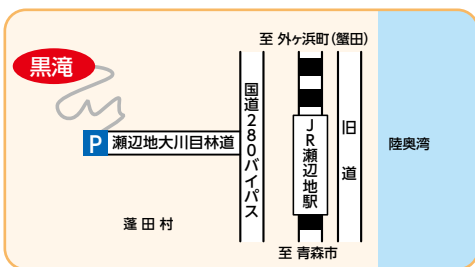 至 外ヶ浜町(蟹田)
黒滝
国道280バイパス
JR瀬辺地駅
旧道
陸奥湾
P
瀬辺地大川目林道
蓬田村
至 青森市